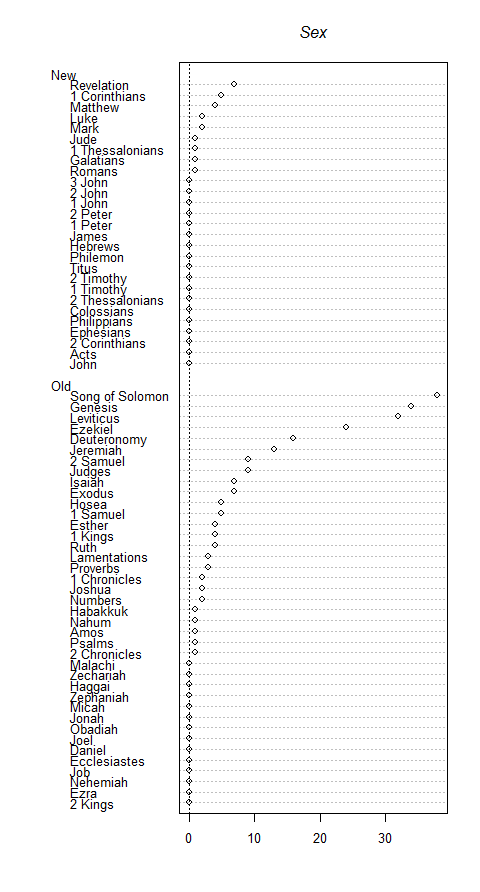 Sex
New
Revelation
1 Corinthians
Matthew
Luke
Mark
Jude
1 Thessalonians
Galatians
Romans
3 John
2 John
1 John
2 Peter
1 Peter
James
Hebrews
Philemon
Titus
2 Timothy
1 Timothy
2 Thessalonians
Colossians
Philippians
Ephesians
2 Corinthians
Acts
John
Old
Song of Solomon
Genesis
Leviticus
Ezekiel
Deuteronomy
Jeremiah
2 Samuel
Judges
Isaiah
Exodus
Hosea
1 Samuel
Esther
1 Kings
Ruth
Lamentations
Proverbs
1 Chronicles
Joshua
Numbers
Habakkuk
Nahum
Amos
Psalms
2 Chronicles
Malachi
Zechariah
Haggai
Zephaniah
Micah
Jonah
Obadiah
Joel
Daniel
Ecclesiastes
Job
Nehemiah
Ezra
2 Kings
0 10 20 30